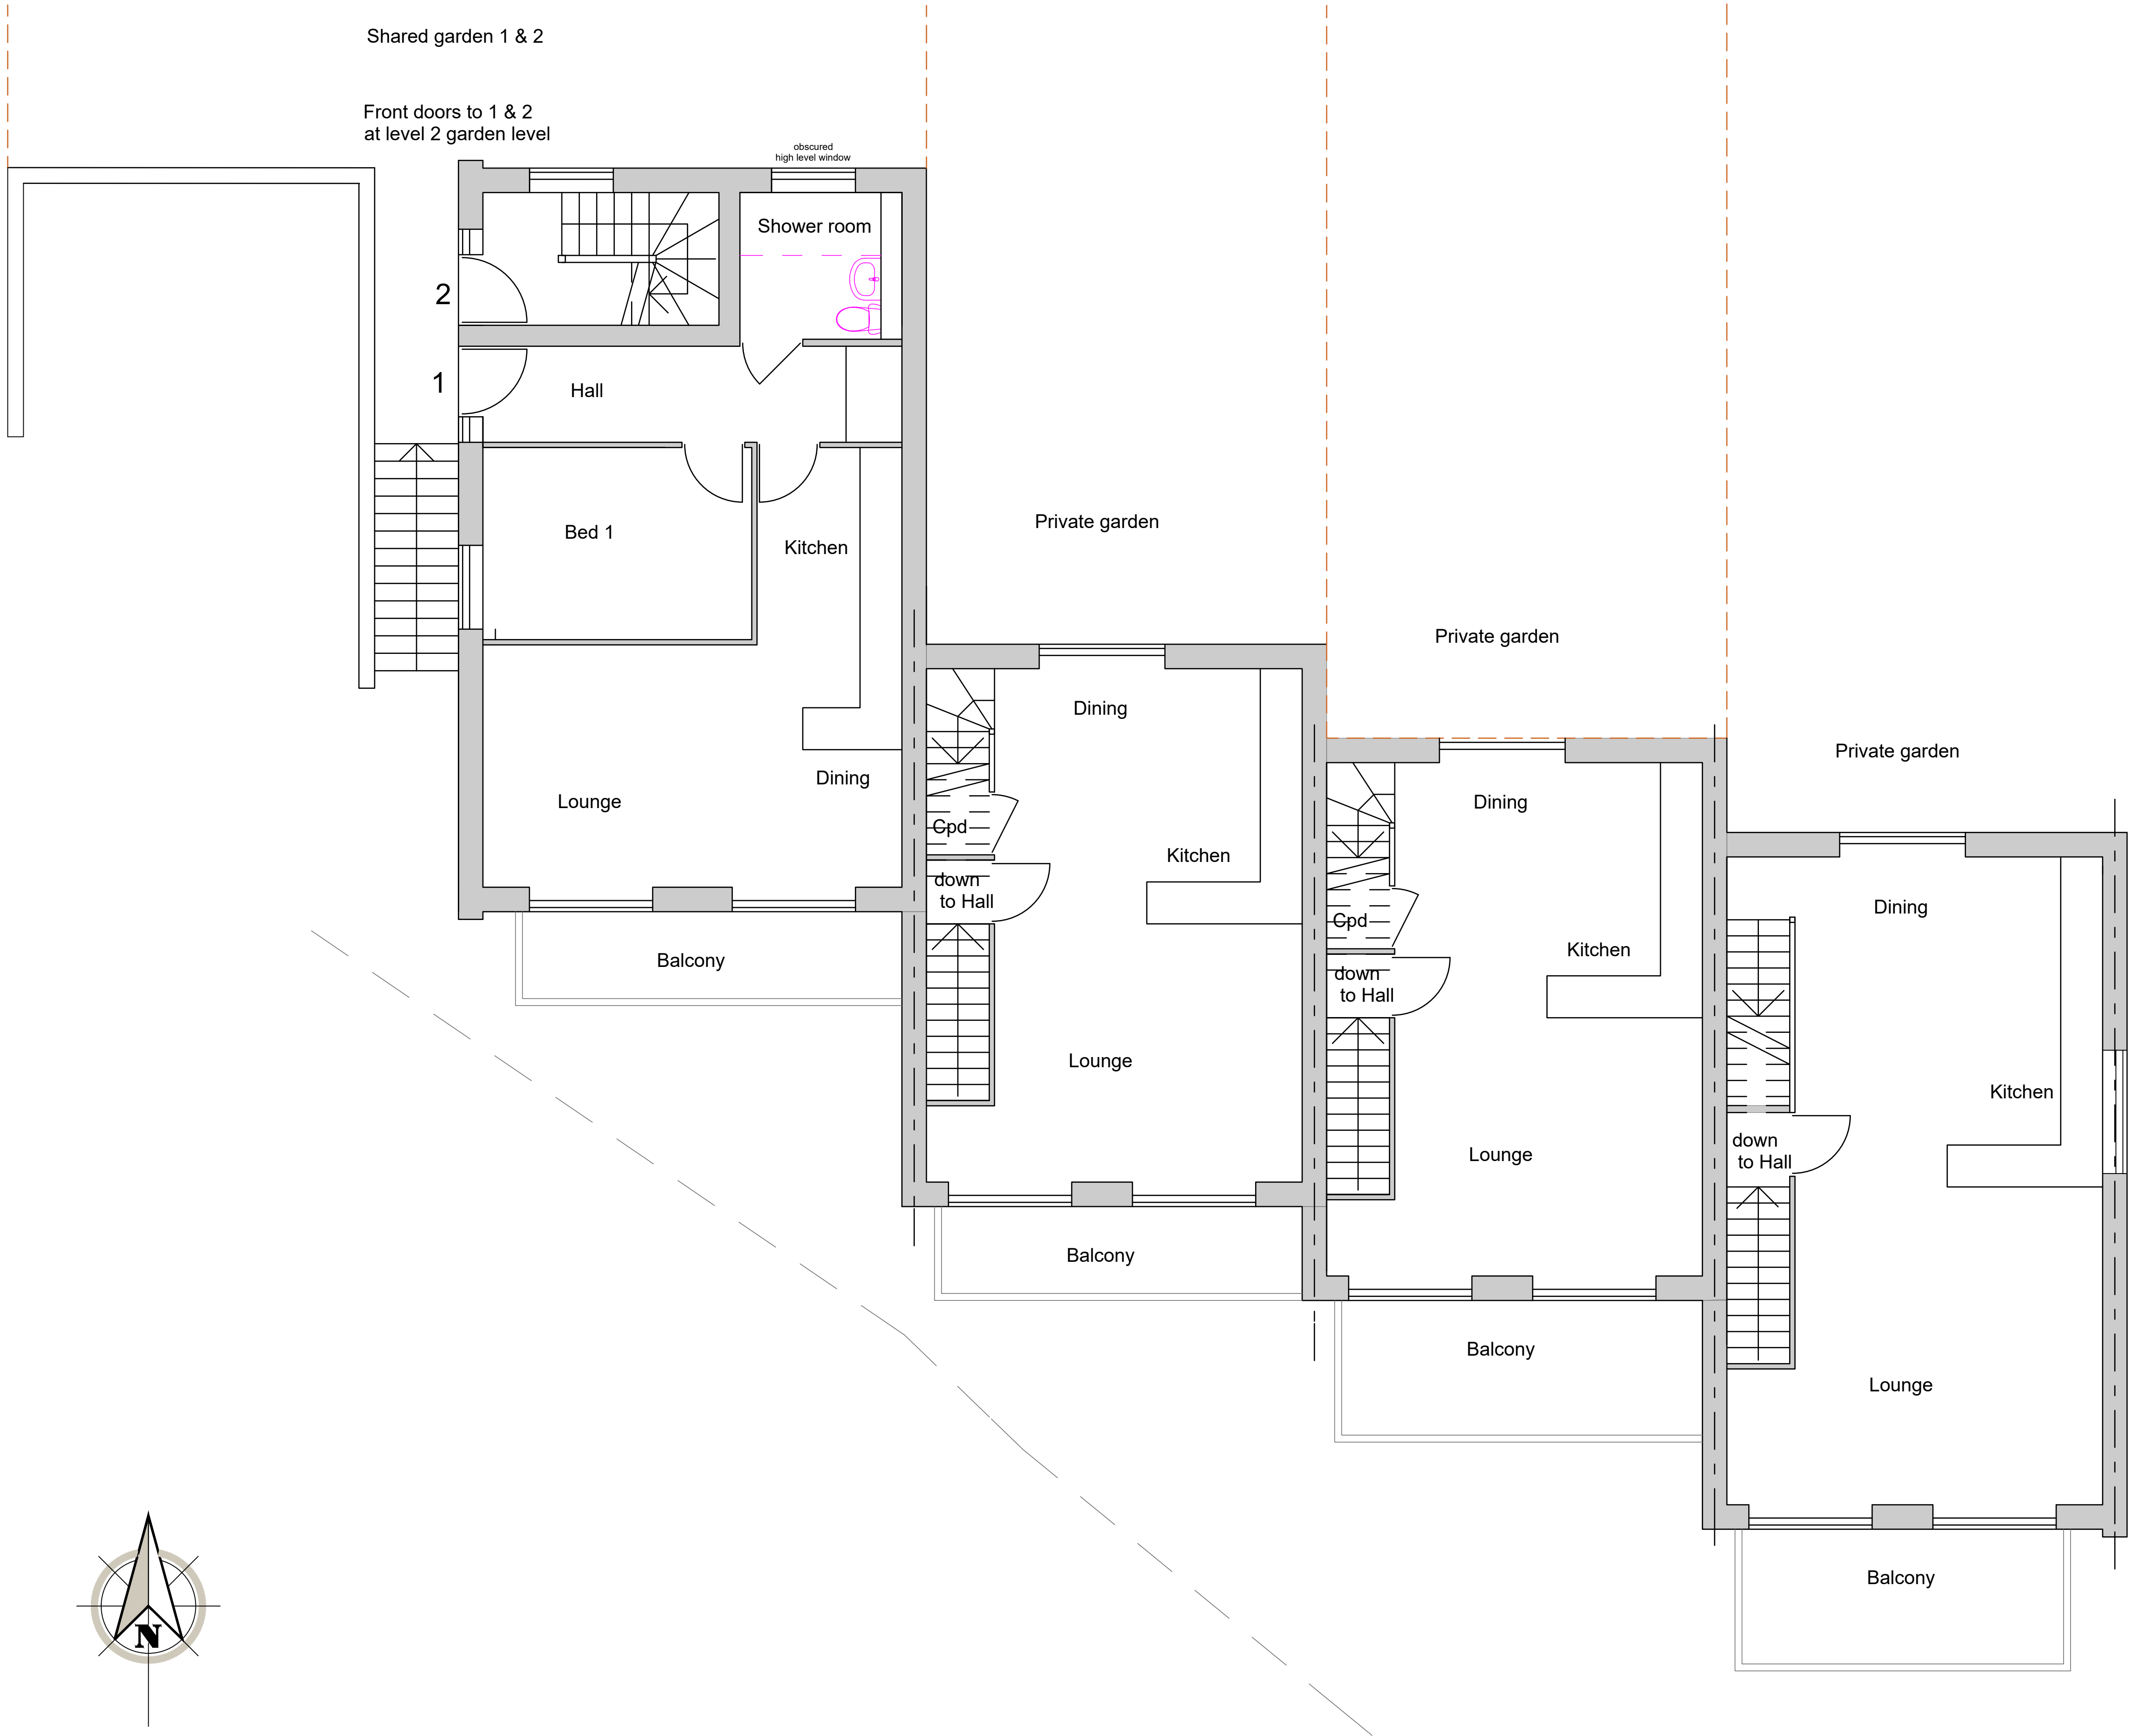 Shared garden 1 & 2
Front doors to 1 & 2
at level 2 garden level
obscured
high level window
Shower room
2
1
Hall
Bed 1
Kitchen
Dining
Lounge
Balcony
Private garden
Dining
Cpd
Kitchen
down
to Hall
Lounge
Balcony
Private garden
Dining
Cpd
Kitchen
down
to Hall
Lounge
Balcony
Private garden
Dining
Kitchen
down
to Hall
Lounge
Balcony
N